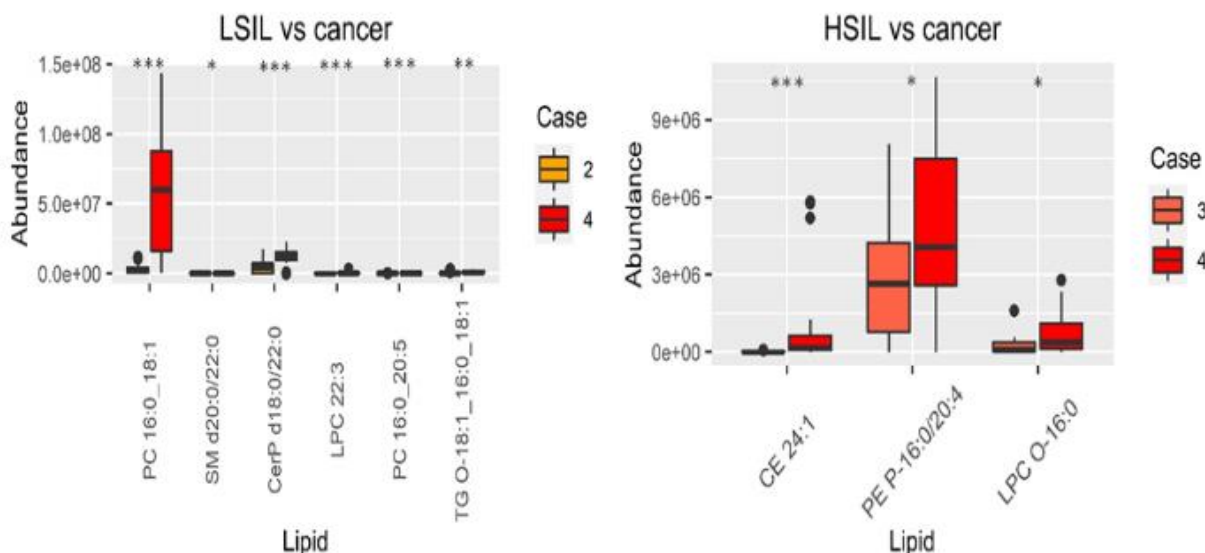 LSIL vs cancer
Abundance
1.5e+08
1.0e+08
5.0e+07
0.0e+00
*** * *** *** *** **
PC 16:0_18:1
SM d20:0/22:0
CerP d18:0/22:0
LPC 22:3
PC 16:0_20:5
TG O-18:1_16:0_18:1
Lipid
Case
2
4
HSIL vs cancer
Abundance
9e+06
6e+06
3e+06
0e+00
*** * *
CE 24:1
PE P-16:0/20:4
LPC O-16:0
Lipid
Case
3
4